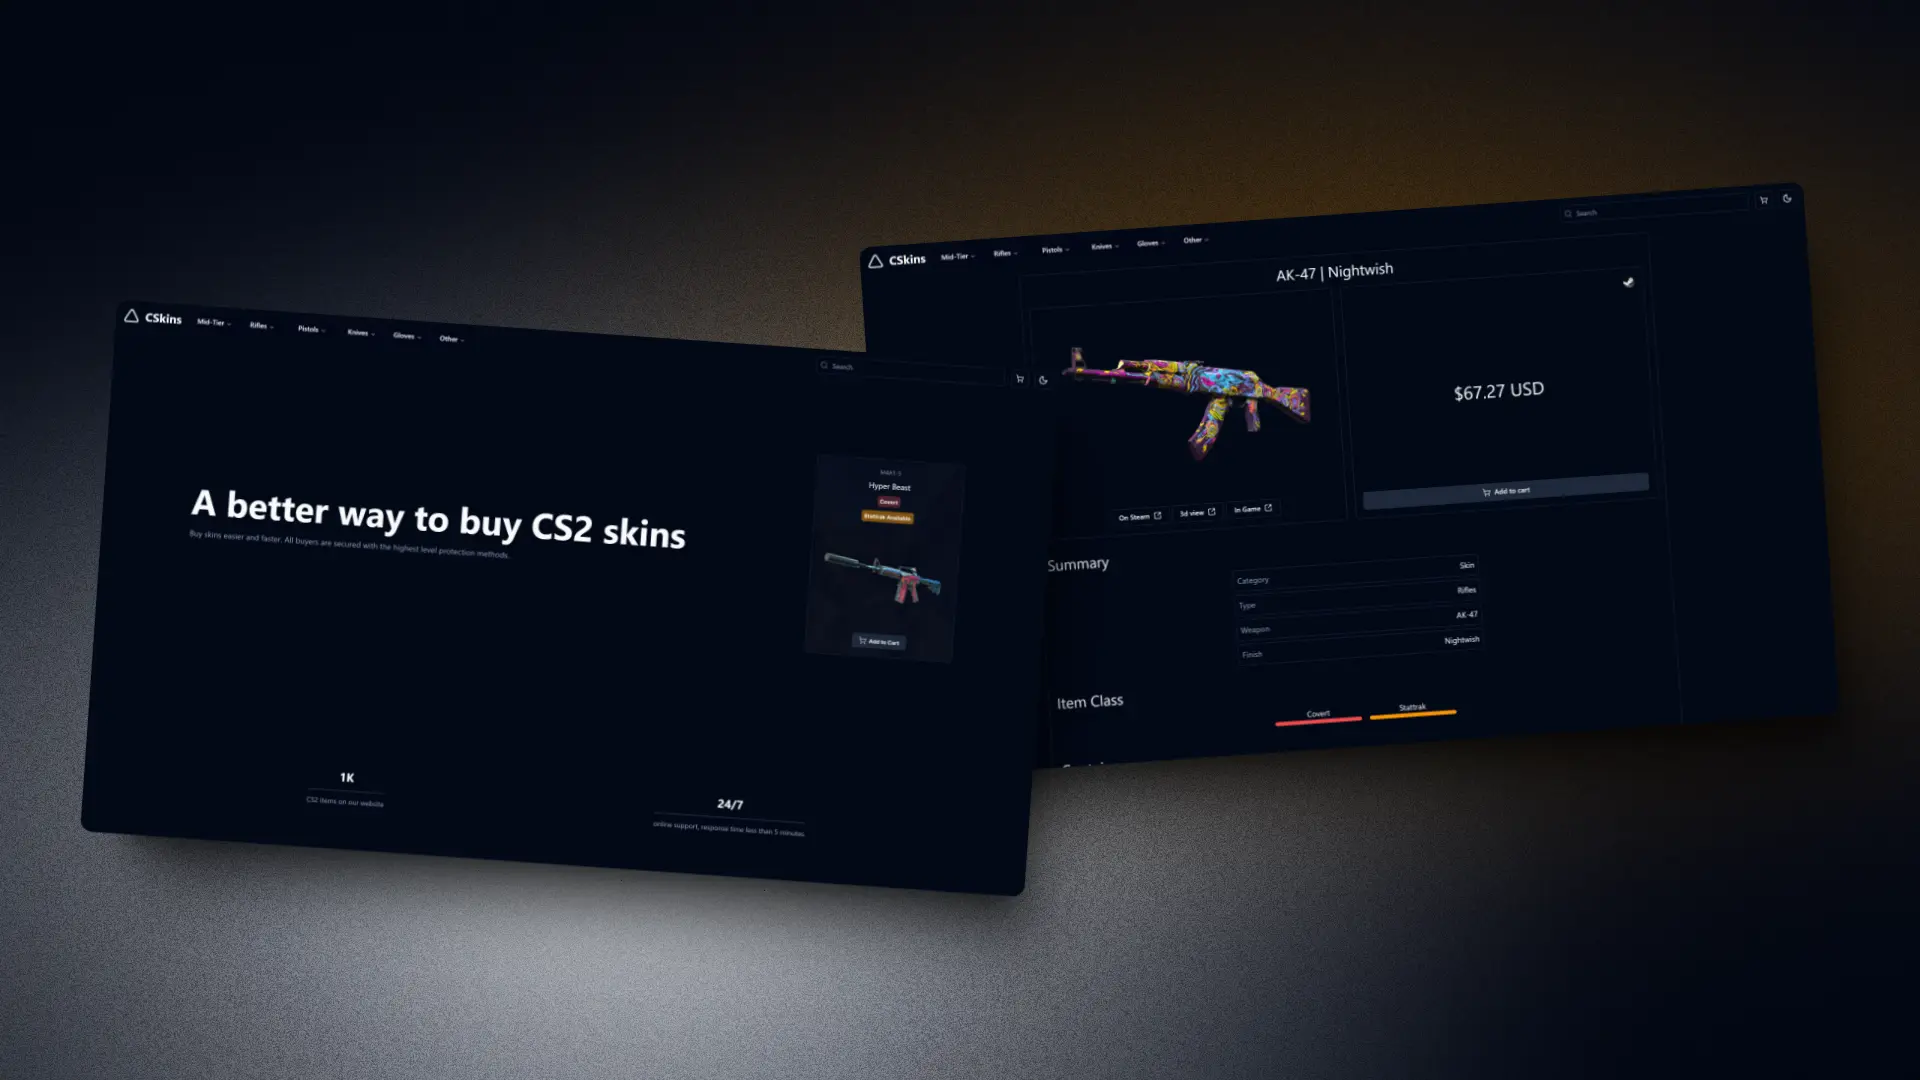 CSkins
Mid-Tier
Rifles
Pistols
Knives
Gloves
Other
Search
A better way to buy CS2 skins
Buy skins easier and faster. All buyers are secured with the highest level protection methods.
Hyper Beast
Covert
Stattrak Available
Add to Cart
1K
CS2 items on our website
24/7
online support, response time less than 5 minutes
CSkins
Mid-Tier
Rifles
Pistols
Knives
Gloves
Other
Search
AK-47 | Nightwish
$67.27 USD
Add to cart
On Steam
3d view
In Game
Summary
Category Skin
Type Rifles
Weapon AK-47
Finish Nightwish
Item Class
Covert
Stattrak